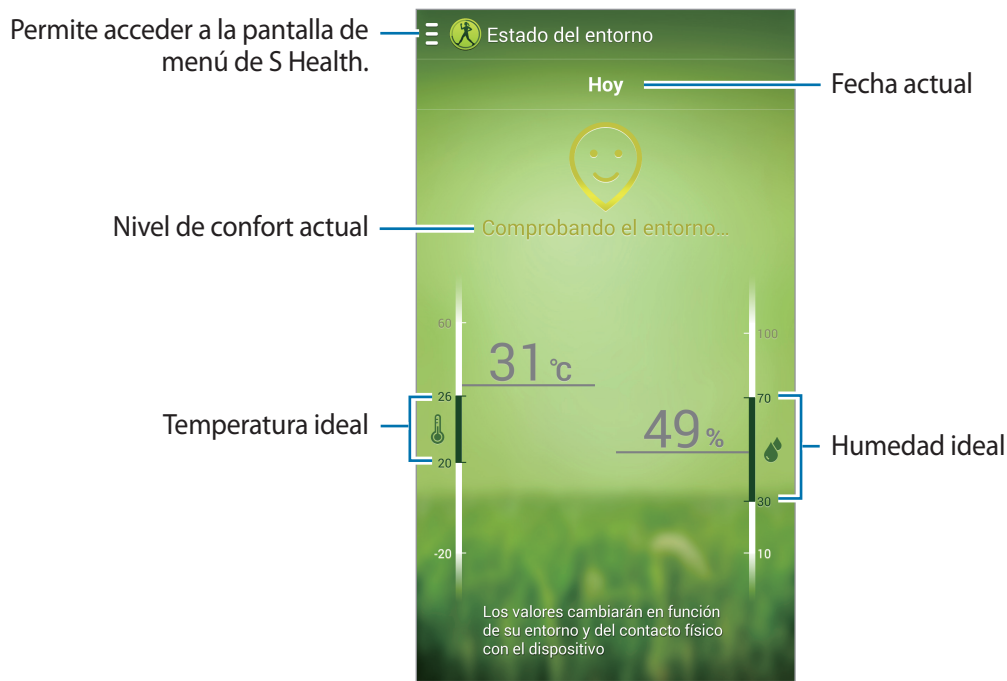 Permite acceder a la pantalla de
menú de S Health.
Estado del entorno
Hoy
Fecha actual
Nivel de confort actual
Comprobando el entorno...
60
100
31 °C
26
70
Temperatura ideal
49 %
Humedad ideal
20
30
-20
10
Los valores cambiarán en función
de su entorno y del contacto físico
con el dispositivo